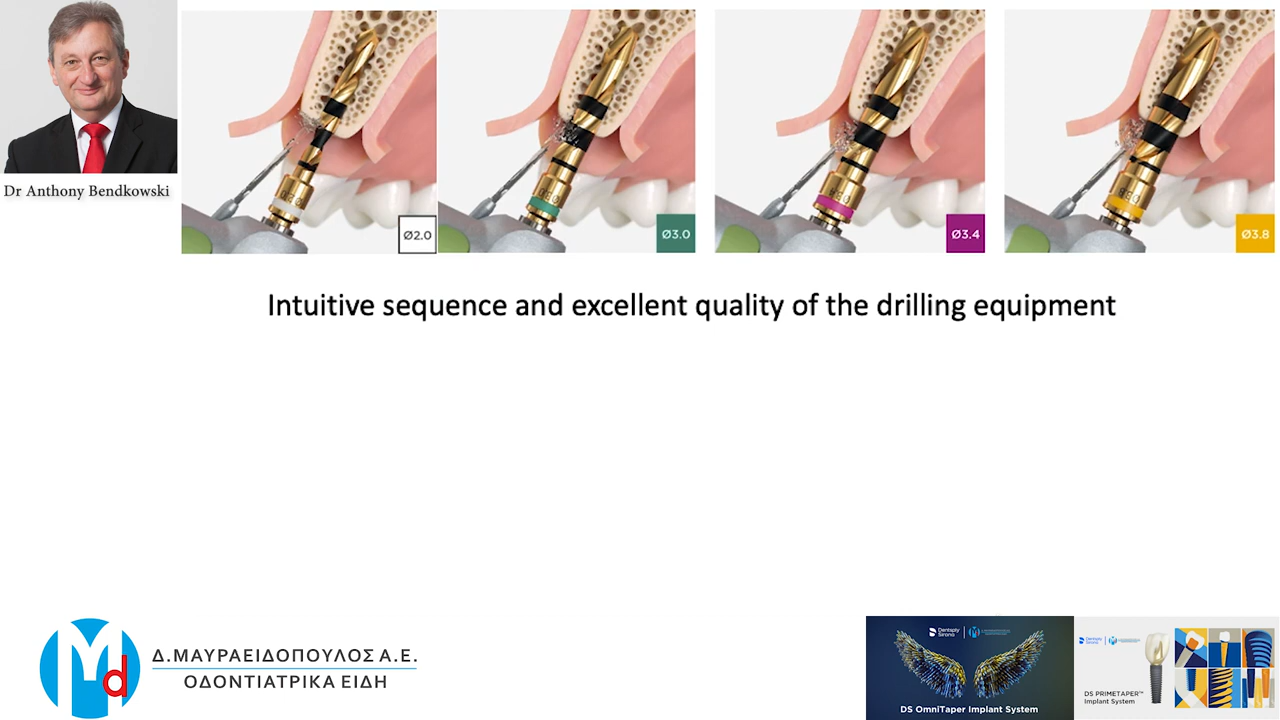 Dr Anthony Bendkowski
Ø2.0
Ø3.0
Ø3.4
Ø3.8
Intuitive sequence and excellent quality of the drilling equipment
Md
Δ.ΜΑΥΡΑΕΙΔΟΠΟΥΛΟΣ Α.Ε.
ΟΔΟΝΤΙΑΤΡΙΚΑ ΕΙΔΗ
Dentsply
Sirona
DS OmniTaper Implant System
Dentsply
Sirona
DS PRIMETAPER™
Implant System